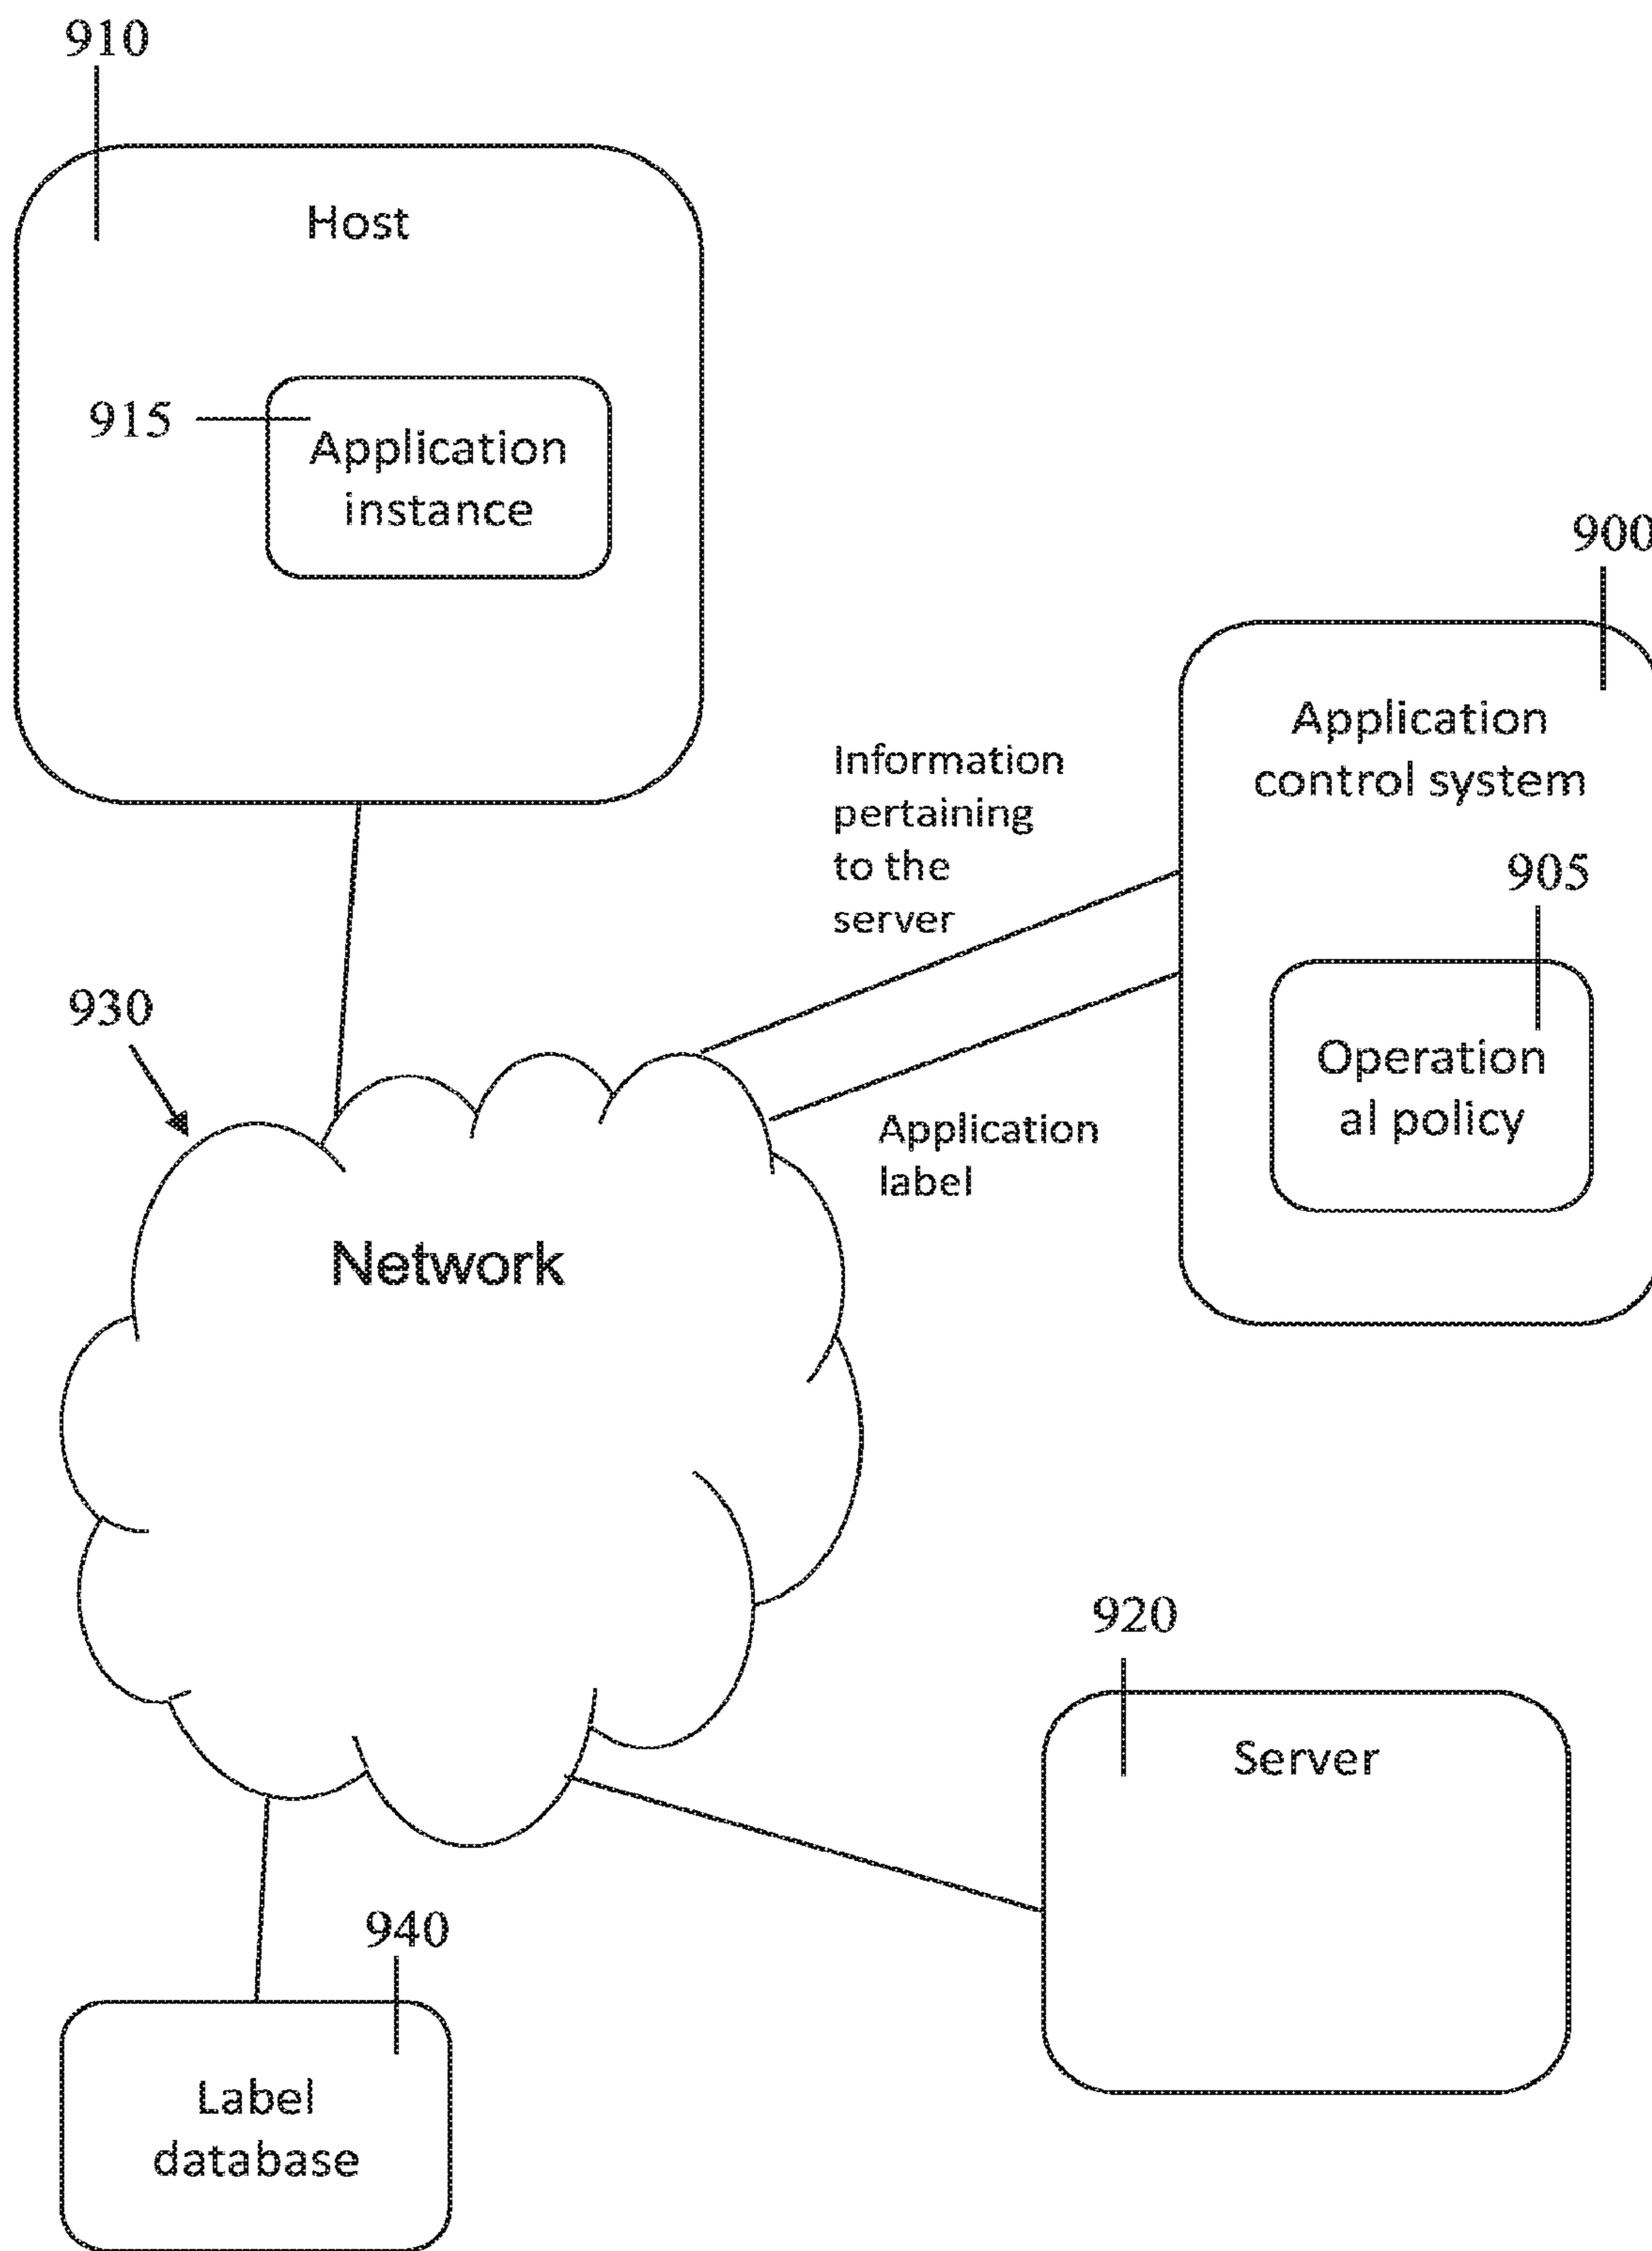 910
Host
915
Application
instance
900
Application
control system
Information
pertaining
to the
server
905
Operation
al policy
930
Application
label
Network
920
Server
940
Label
database